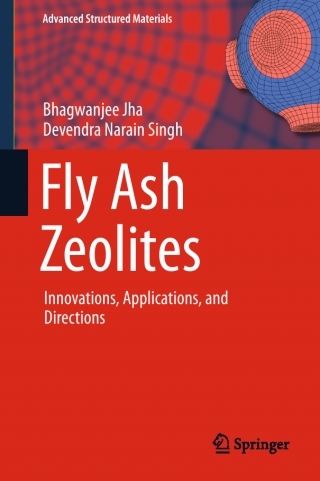 Advanced Structured Materials
Bhagwanjee Jha
Devendra Narain Singh
Fly Ash
Zeolites
Innovations, Applications, and
Directions
Springer